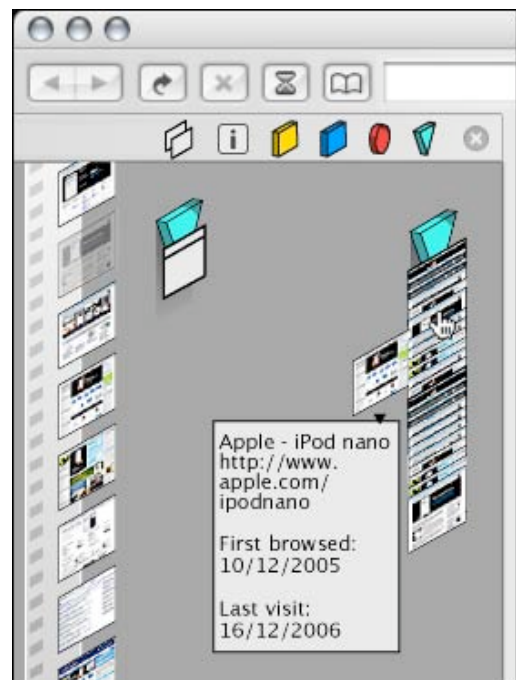 i
Apple - iPod nano
http://www.
apple.com/
ipodnano
First browsed:
10/12/2005
Last visit:
16/12/2006